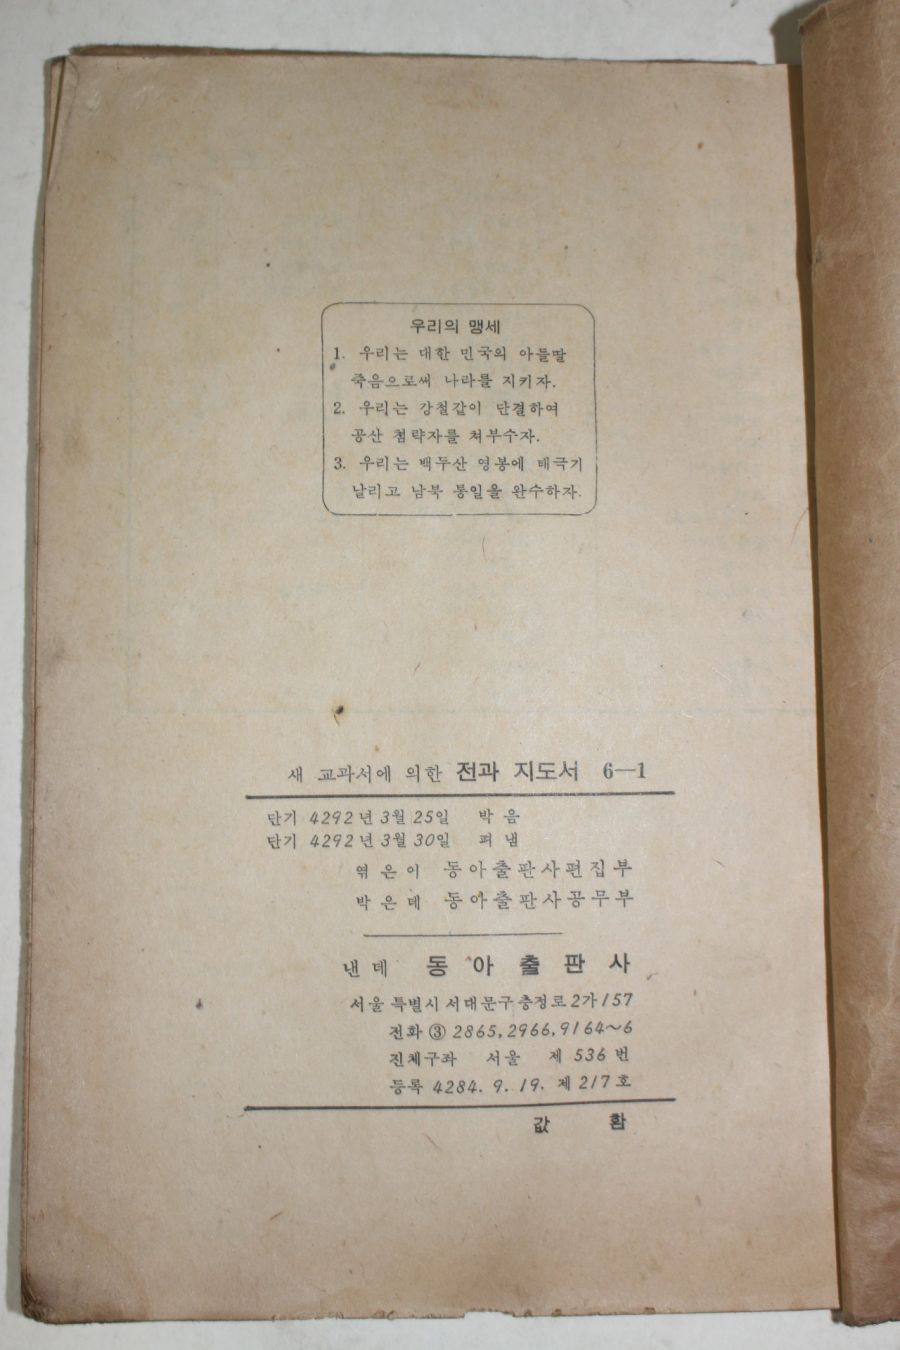 우리의 맹세
1. 우리는 대한 민국의 아들딸
죽음으로써 나라를 지키자.
2. 우리는 강철같이 단결하여
공산 침략자를 쳐부수자.
3. 우리는 백두산 영봉에 태극기
날리고 남북 통일을 완수하자.
새 교과서에 의한 전과 지도서 6—1
단기 4292년 3월 25일 박음
단기 4292년 3월 30일 펴냄
엮은이 동아출판사편집부
박은데 동아출판사공무부
낸데 동아출판사
서울 특별시 서대문구 충정로 2가 157
전화 ③ 2865, 2966, 9164~6
진체구좌 서울 제 536 번
등록 4284. 9. 19. 제 217 호
값 환